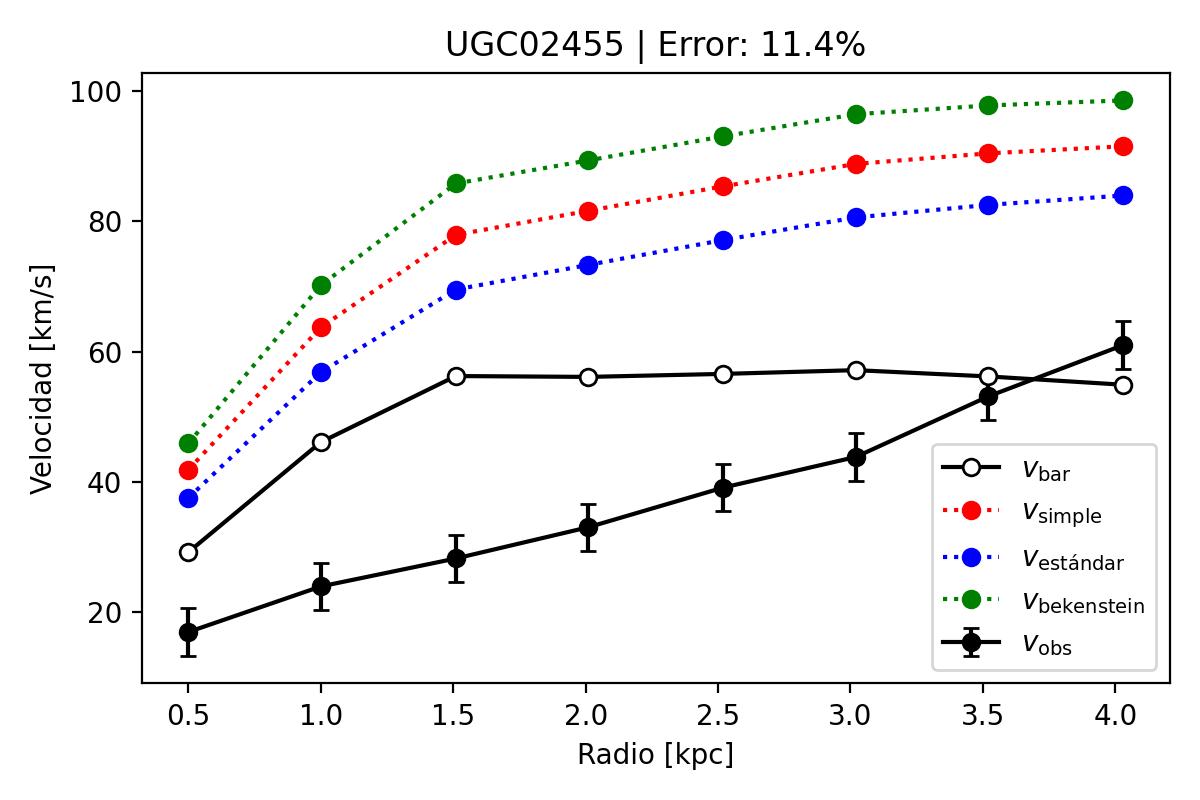 UGC02455 | Error: 11.4%
Velocidad [km/s]
100
80
60
40
20
v_bar
v_simple
v_estándar
v_bekenstein
v_obs
0.5 1.0 1.5 2.0 2.5 3.0 3.5 4.0
Radio [kpc]